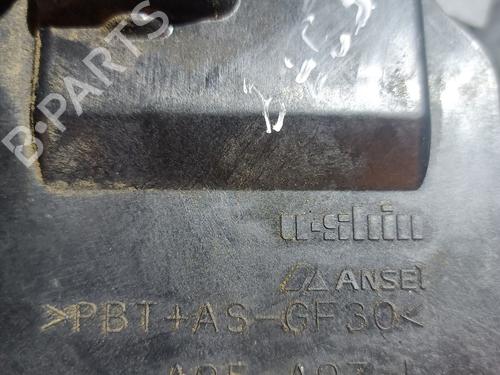 B-PARTS
u-shin
ANSEI
>PBT+AS-GF30<